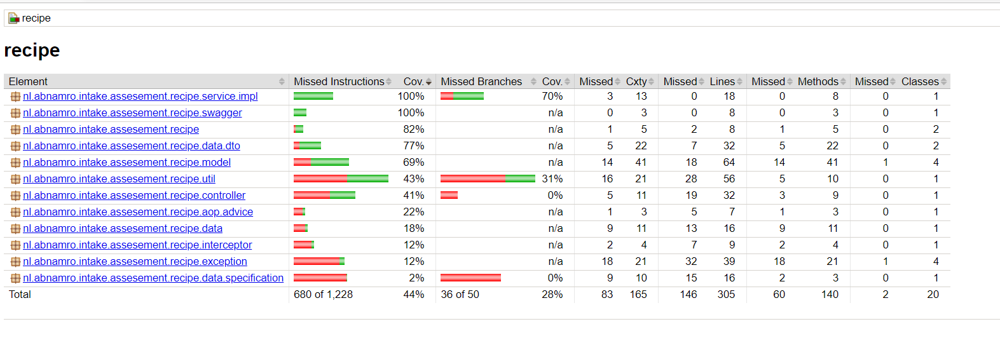 recipe
recipe
Element Missed Instructions Cov. Missed Branches Cov. Missed Cxty Missed Lines Missed Methods Missed Classes
nl.abnamro.intake.assesement.recipe.service.impl 100% 70% 3 13 0 18 0 8 0 1
nl.abnamro.intake.assesement.recipe.swagger 100% n/a 0 3 0 8 0 3 0 1
nl.abnamro.intake.assesement.recipe 82% n/a 1 5 2 8 1 5 0 2
nl.abnamro.intake.assesement.recipe.data.dto 77% n/a 5 22 7 32 5 22 0 2
nl.abnamro.intake.assesement.recipe.model 69% n/a 14 41 18 64 14 41 1 4
nl.abnamro.intake.assesement.recipe.util 43% 31% 16 21 28 56 5 10 0 1
nl.abnamro.intake.assesement.recipe.controller 41% 0% 5 11 19 32 3 9 0 1
nl.abnamro.intake.assesement.recipe.aop.advice 22% n/a 1 3 5 7 1 3 0 1
nl.abnamro.intake.assesement.recipe.data 18% n/a 9 11 13 16 9 11 0 1
nl.abnamro.intake.assesement.recipe.interceptor 12% n/a 2 4 7 9 2 4 0 1
nl.abnamro.intake.assesement.recipe.exception 12% n/a 18 21 32 39 18 21 1 4
nl.abnamro.intake.assesement.recipe.data.specification 2% 0% 9 10 15 16 2 3 0 1
Total 680 of 1,228 44% 36 of 50 28% 83 165 146 305 60 140 2 20